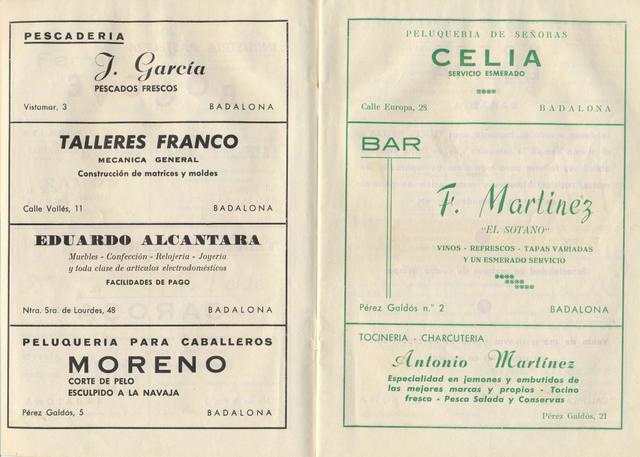 PESCADERIA
J. García
PESCADOS FRESCOS
Vistamar, 3 BADALONA
TALLERES FRANCO
MECANICA GENERAL
Construcción de matrices y moldes
Calle Vallés, 11 BADALONA
EDUARDO ALCANTARA
Muebles - Confección - Relojería - Joyería
y toda clase de artículos electrodomésticos
FACILIDADES DE PAGO
Ntra. Sra. de Lourdes, 48 BADALONA
PELUQUERIA PARA CABALLEROS
MORENO
CORTE DE PELO
ESCULPIDO A LA NAVAJA
Pérez Galdós, 5 BADALONA
PELUQUERIA DE SEÑORAS
CELIA
SERVICIO ESMERADO
Calle Europa, 28 BADALONA
BAR
F. Martinez
"EL SOTANO"
VINOS - REFRESCOS - TAPAS VARIADAS
Y UN ESMERADO SERVICIO
Pérez Galdós n.º 2 BADALONA
TOCINERIA - CHARCUTERIA
Antonio Martínez
Especialidad en jamones y embutidos de
las mejores marcas y propios - Tocino
fresco - Pesca Salada y Conservas
Pérez Galdós, 21